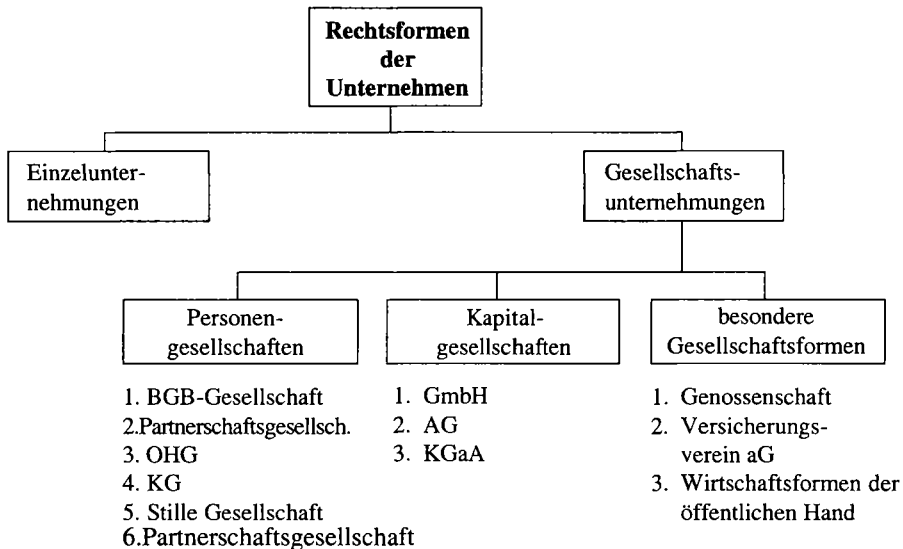 Rechtsformen
der
Unternehmen
Einzelunter-
nehmungen
Gesellschafts-
unternehmungen
Personen-
gesellschaften
Kapital-
gesellschaften
besondere
Gesellschaftsformen
1. BGB-Gesellschaft
2.Partnerschaftsgesellsch.
3. OHG
4. KG
5. Stille Gesellschaft
6.Partnerschaftsgesellschaft
1. GmbH
2. AG
3. KGaA
1. Genossenschaft
2. Versicherungs-
verein aG
3. Wirtschaftsformen der
öffentlichen Hand